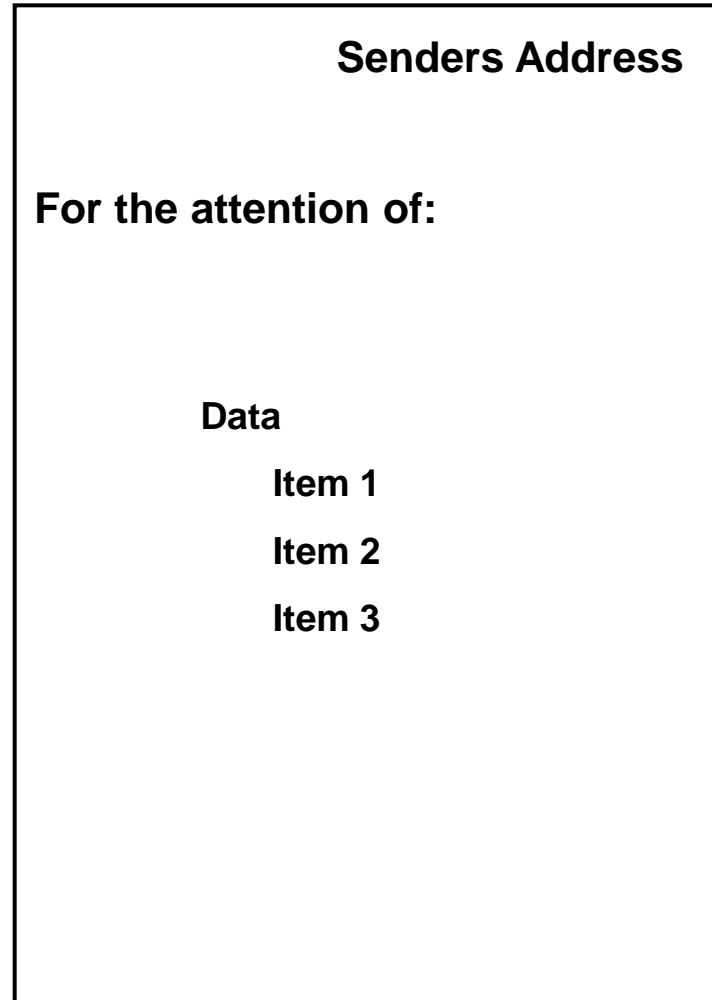 Senders Address
For the attention of:
Data
Item 1
Item 2
Item 3